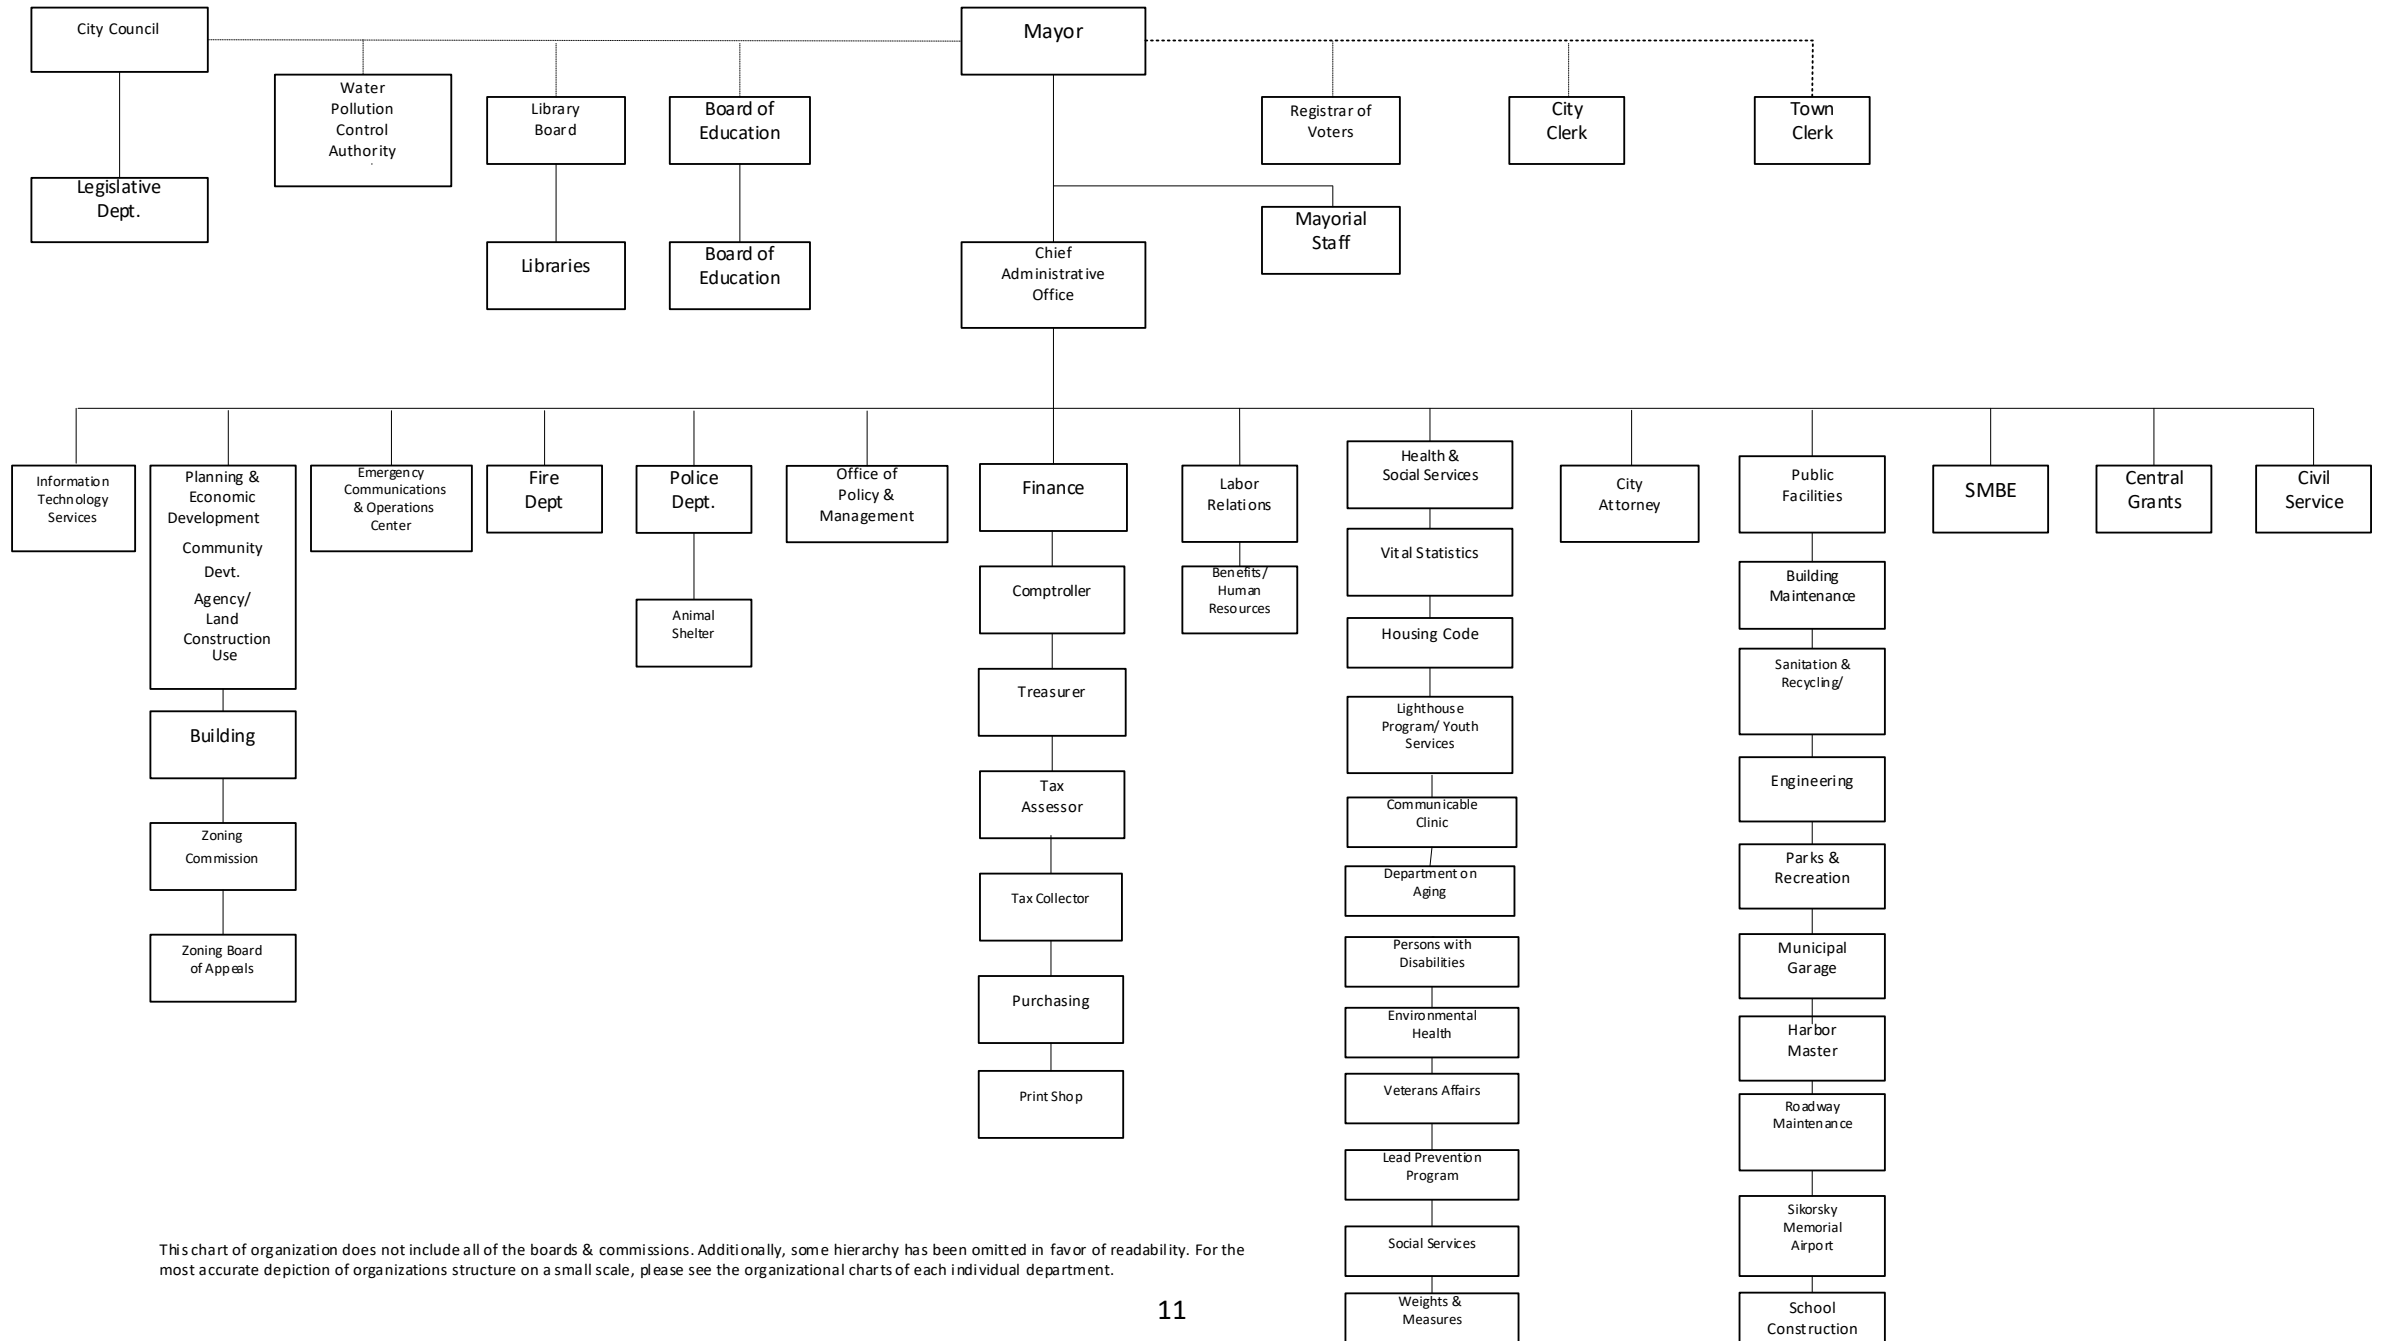 City Council
Mayor
Water
Pollution
Control
Authority
Library
Board
Board of
Education
Registrar of
Voters
City
Clerk
Town
Clerk
Legislative
Dept.
Libraries
Board of
Education
Chief
Administrative
Office
Mayorial
Staff
Information
Technology
Services
Planning &
Economic
Development
Community
Devt.
Agency/
Land
Construction
Use
Building
Zoning
Commission
Zoning Board
of Appeals
Emergency
Communications
& Operations
Center
Fire
Dept
Police
Dept.
Animal
Shelter
Office of
Policy &
Management
Finance
Comptroller
Treasurer
Tax
Assessor
Tax Collector
Purchasing
Print Shop
Labor
Relations
Benefits/
Human
Resources
Health &
Social Services
Vital Statistics
Housing Code
Lighthouse
Program/ Youth
Services
Communicable
Clinic
Department on
Aging
Persons with
Disabilities
Environmental
Health
Veterans Affairs
Lead Prevention
Program
Social Services
Weights &
Measures
City
Attorney
Public
Facilities
Building
Maintenance
Sanitation &
Recycling/
Engineering
Parks &
Recreation
Municipal
Garage
Harbor
Master
Roadway
Maintenance
Sikorsky
Memorial
Airport
School
Construction
SMBE
Central
Grants
Civil
Service
This chart of organization does not include all of the boards & commissions. Additionally, some hierarchy has been omitted in favor of readability. For the
most accurate depiction of organizations structure on a small scale, please see the organizational charts of each individual department.
11